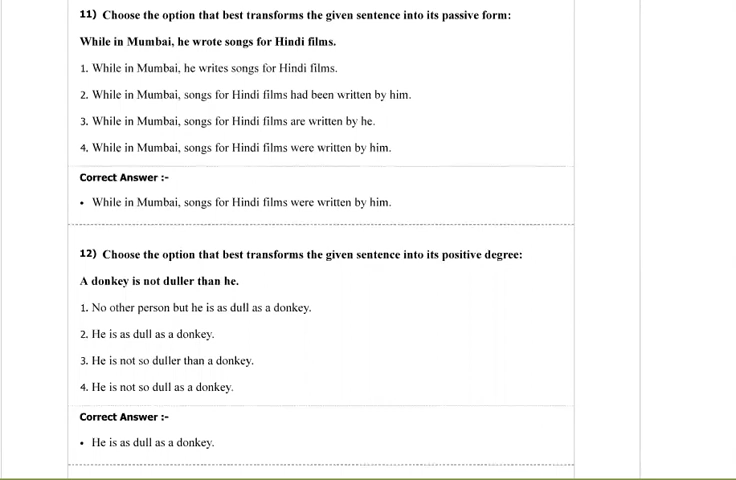 11) Choose the option that best transforms the given sentence into its passive form:
While in Mumbai, he wrote songs for Hindi films.
1. While in Mumbai, he writes songs for Hindi films.
2. While in Mumbai, songs for Hindi films had been written by him.
3. While in Mumbai, songs for Hindi films are written by he.
4. While in Mumbai, songs for Hindi films were written by him.
Correct Answer :-
• While in Mumbai, songs for Hindi films were written by him.
12) Choose the option that best transforms the given sentence into its positive degree:
A donkey is not duller than he.
1. No other person but he is as dull as a donkey.
2. He is as dull as a donkey.
3. He is not so duller than a donkey.
4. He is not so dull as a donkey.
Correct Answer :-
• He is as dull as a donkey.